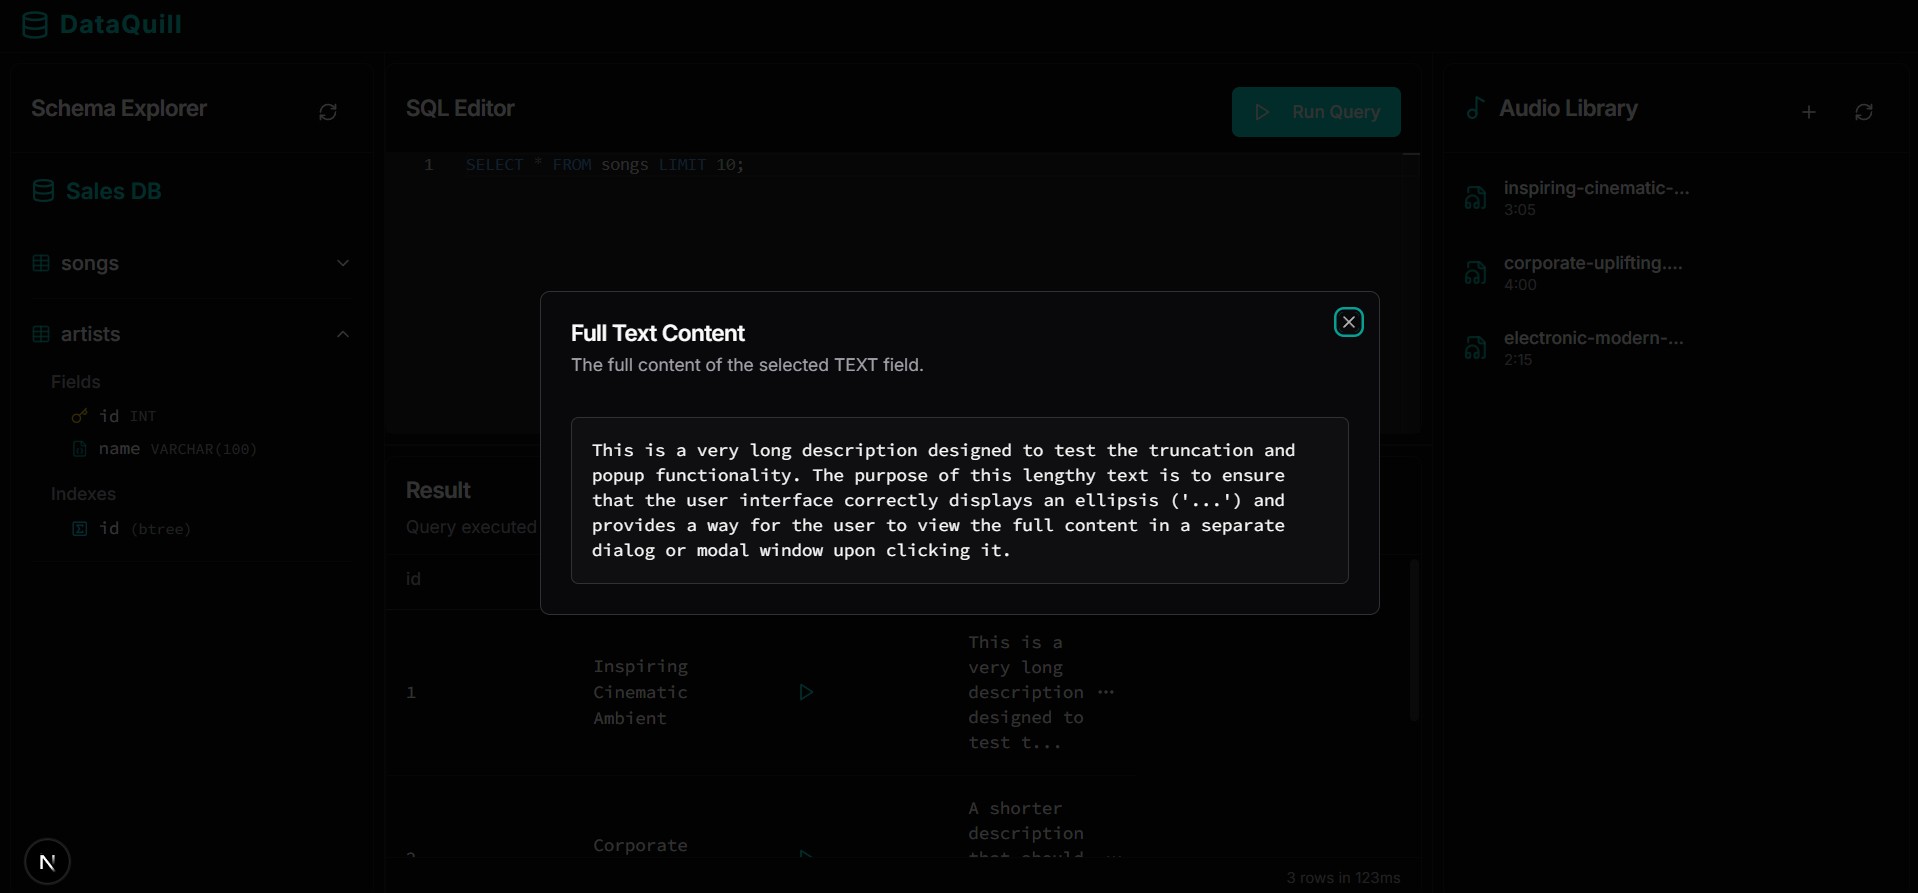 DataQuill
Schema Explorer
Sales DB
songs
artists
Fields
id INT
name VARCHAR(100)
Indexes
id (btree)
SQL Editor
Run Query
1 SELECT * FROM songs LIMIT 10;
Full Text Content
The full content of the selected TEXT field.
This is a very long description designed to test the truncation and
popup functionality. The purpose of this lengthy text is to ensure
that the user interface correctly displays an ellipsis ('...') and
provides a way for the user to view the full content in a separate
dialog or modal window upon clicking it.
Result
Query executed
id
1
Inspiring
Cinematic
Ambient
This is a
very long
description ...
designed to
test t...
Corporate
A shorter
description
that should
3 rows in 123ms
Audio Library
inspiring-cinematic-...
3:05
corporate-uplifting....
4:00
electronic-modern-...
2:15
N